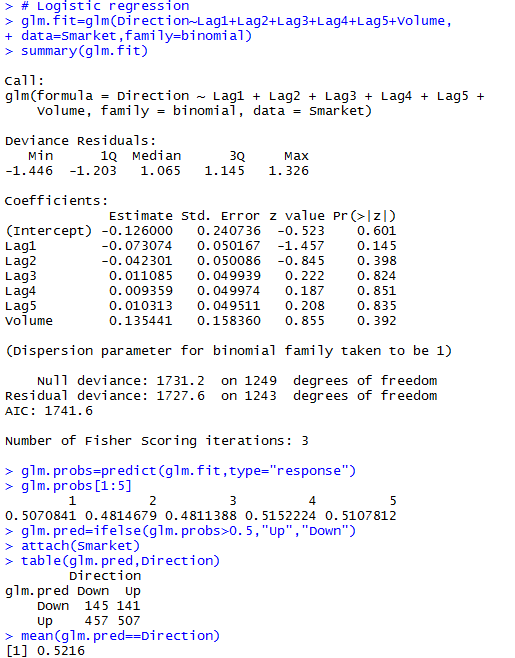 > # Logistic regression
> glm.fit=glm(Direction~Lag1+Lag2+Lag3+Lag4+Lag5+Volume,
+ data=Smarket,family=binomial)
> summary(glm.fit)
Call:
glm(formula = Direction ~ Lag1 + Lag2 + Lag3 + Lag4 + Lag5 +
    Volume, family = binomial, data = Smarket)
Deviance Residuals:
   Min      1Q  Median      3Q     Max
-1.446  -1.203   1.065   1.145   1.326
Coefficients:
             Estimate Std. Error z value Pr(>|z|)
(Intercept) -0.126000   0.240736  -0.523    0.601
Lag1        -0.073074   0.050167  -1.457    0.145
Lag2        -0.042301   0.050086  -0.845    0.398
Lag3         0.011085   0.049939   0.222    0.824
Lag4         0.009359   0.049974   0.187    0.851
Lag5         0.010313   0.049511   0.208    0.835
Volume       0.135441   0.158360   0.855    0.392
(Dispersion parameter for binomial family taken to be 1)
    Null deviance: 1731.2  on 1249  degrees of freedom
Residual deviance: 1727.6  on 1243  degrees of freedom
AIC: 1741.6
Number of Fisher Scoring iterations: 3
> glm.probs=predict(glm.fit,type="response")
> glm.probs[1:5]
        1         2         3         4         5
0.5070841 0.4814679 0.4811388 0.5152224 0.5107812
> glm.pred=ifelse(glm.probs>0.5,"Up","Down")
> attach(Smarket)
> table(glm.pred,Direction)
        Direction
glm.pred Down  Up
    Down  145 141
    Up    457 507
> mean(glm.pred==Direction)
[1] 0.5216